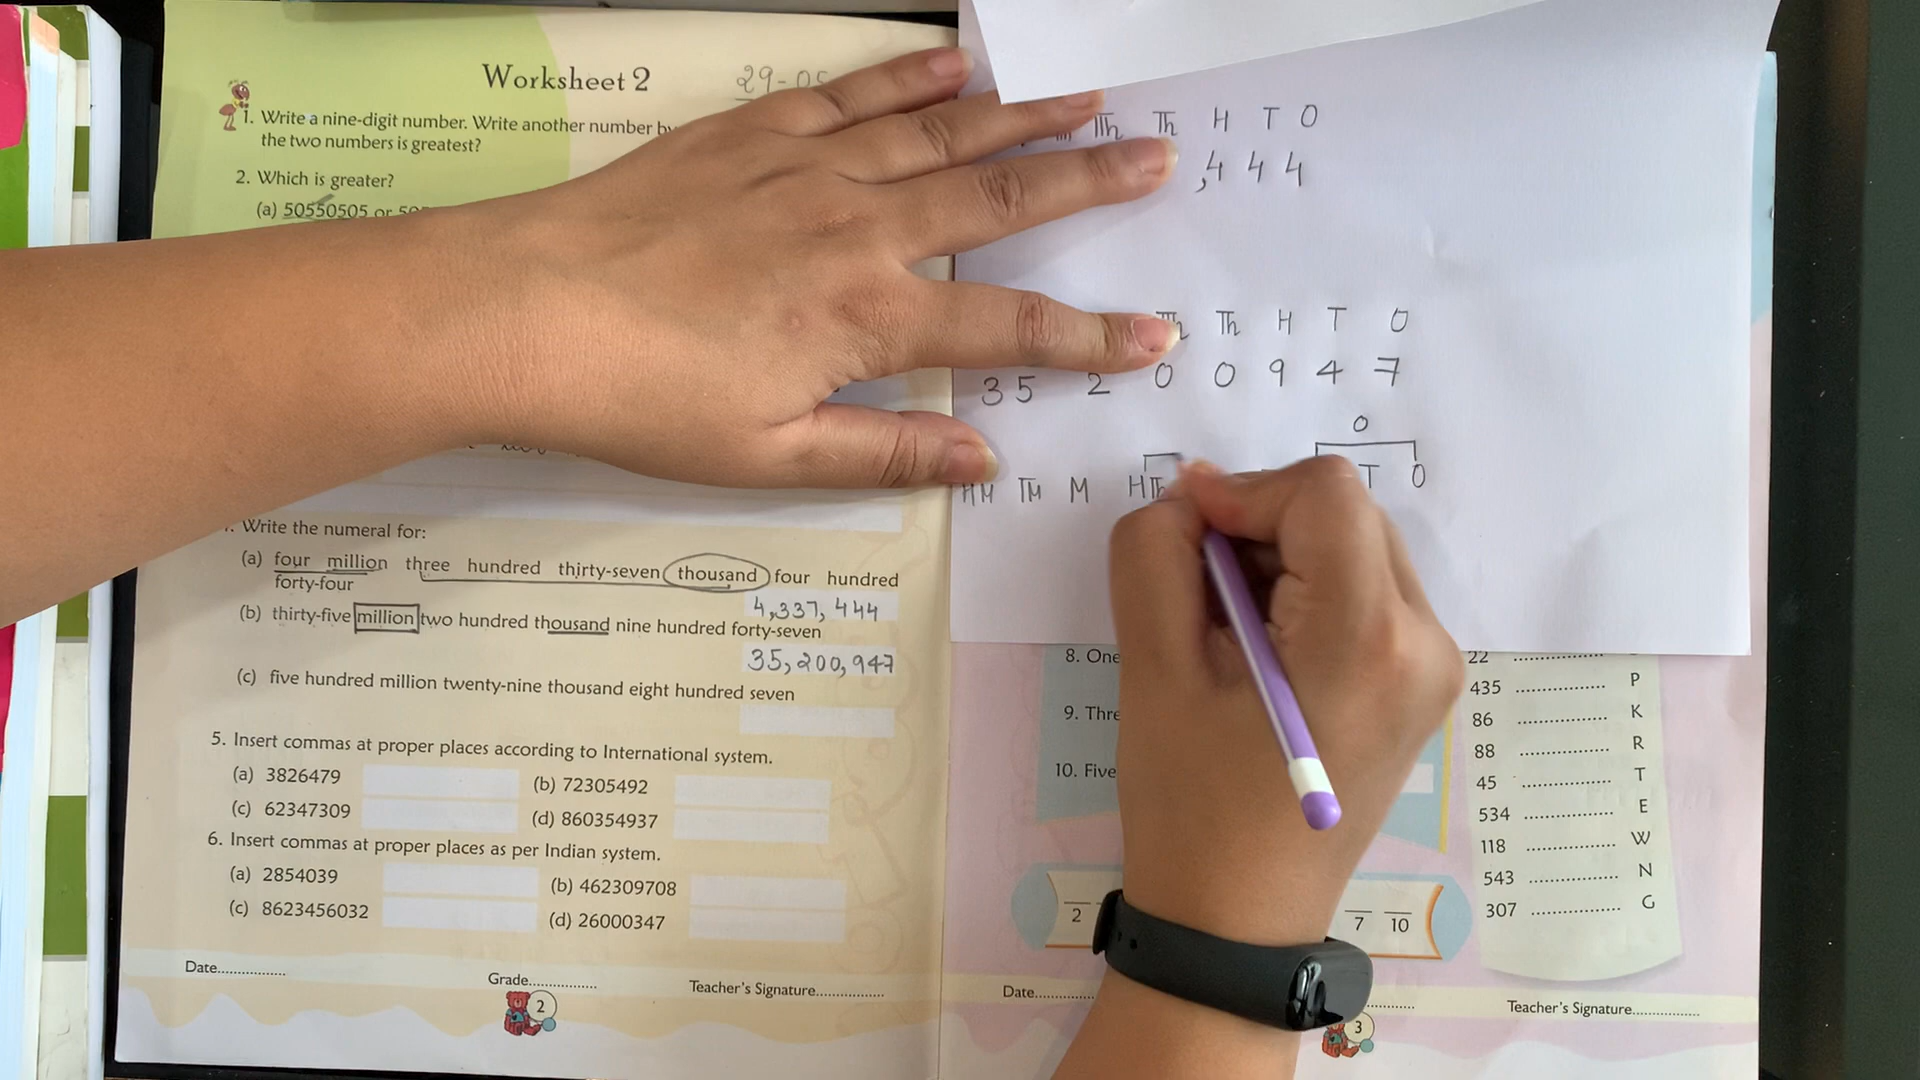 Worksheet 2
29-05
1. Write a nine-digit number. Write another number by
the two numbers is greatest?
2. Which is greater?
(a) 50550505 or
Write the numeral for:
(a) four million three hundred thirty-seven thousand four hundred
forty-four
4,337,444
(b) thirty-five million two hundred thousand nine hundred forty-seven
35,200,947
(c) five hundred million twenty-nine thousand eight hundred seven
5. Insert commas at proper places according to International system.
(a) 3826479
(b) 72305492
(c) 62347309
(d) 860354937
6. Insert commas at proper places as per Indian system.
(a) 2854039
(b) 462309708
(c) 8623456032
(d) 26000347
Date.................
Grade.................
Teacher's Signature.................
2
TTh Th H T O
,4 4 4
TTh Th H T O
35 2 0 0 9 4 7
O
HM TM M HTh T O
8. One
9. Thre
10. Five
22 ..................
435 .................. P
86 .................. K
88 .................. R
45 .................. T
534 .................. E
118 .................. W
543 .................. N
307 .................. G
2
7 10
Date..............
Teacher's Signature.................
3